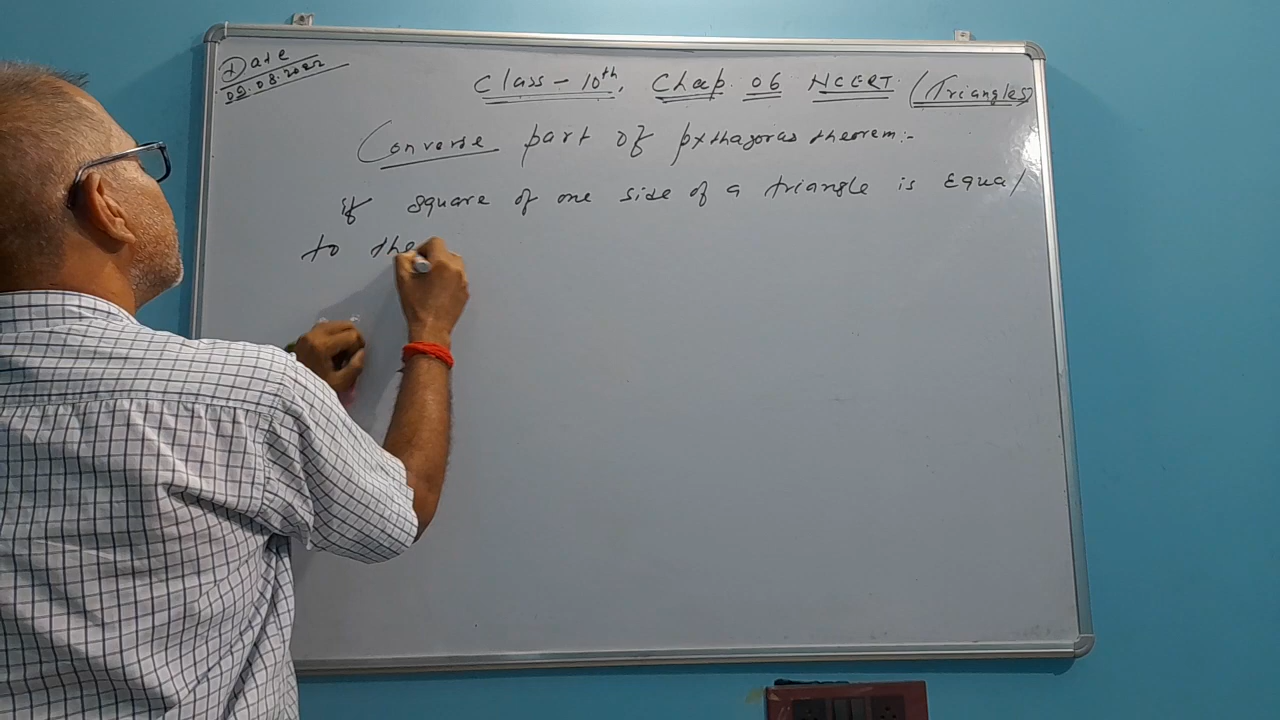 Date
02.08.2022
Class - 10th, Chap. 06 NCERT (Triangles)
Converse part of pythagoras theorem:-
if square of one side of a triangle is Equal
to the